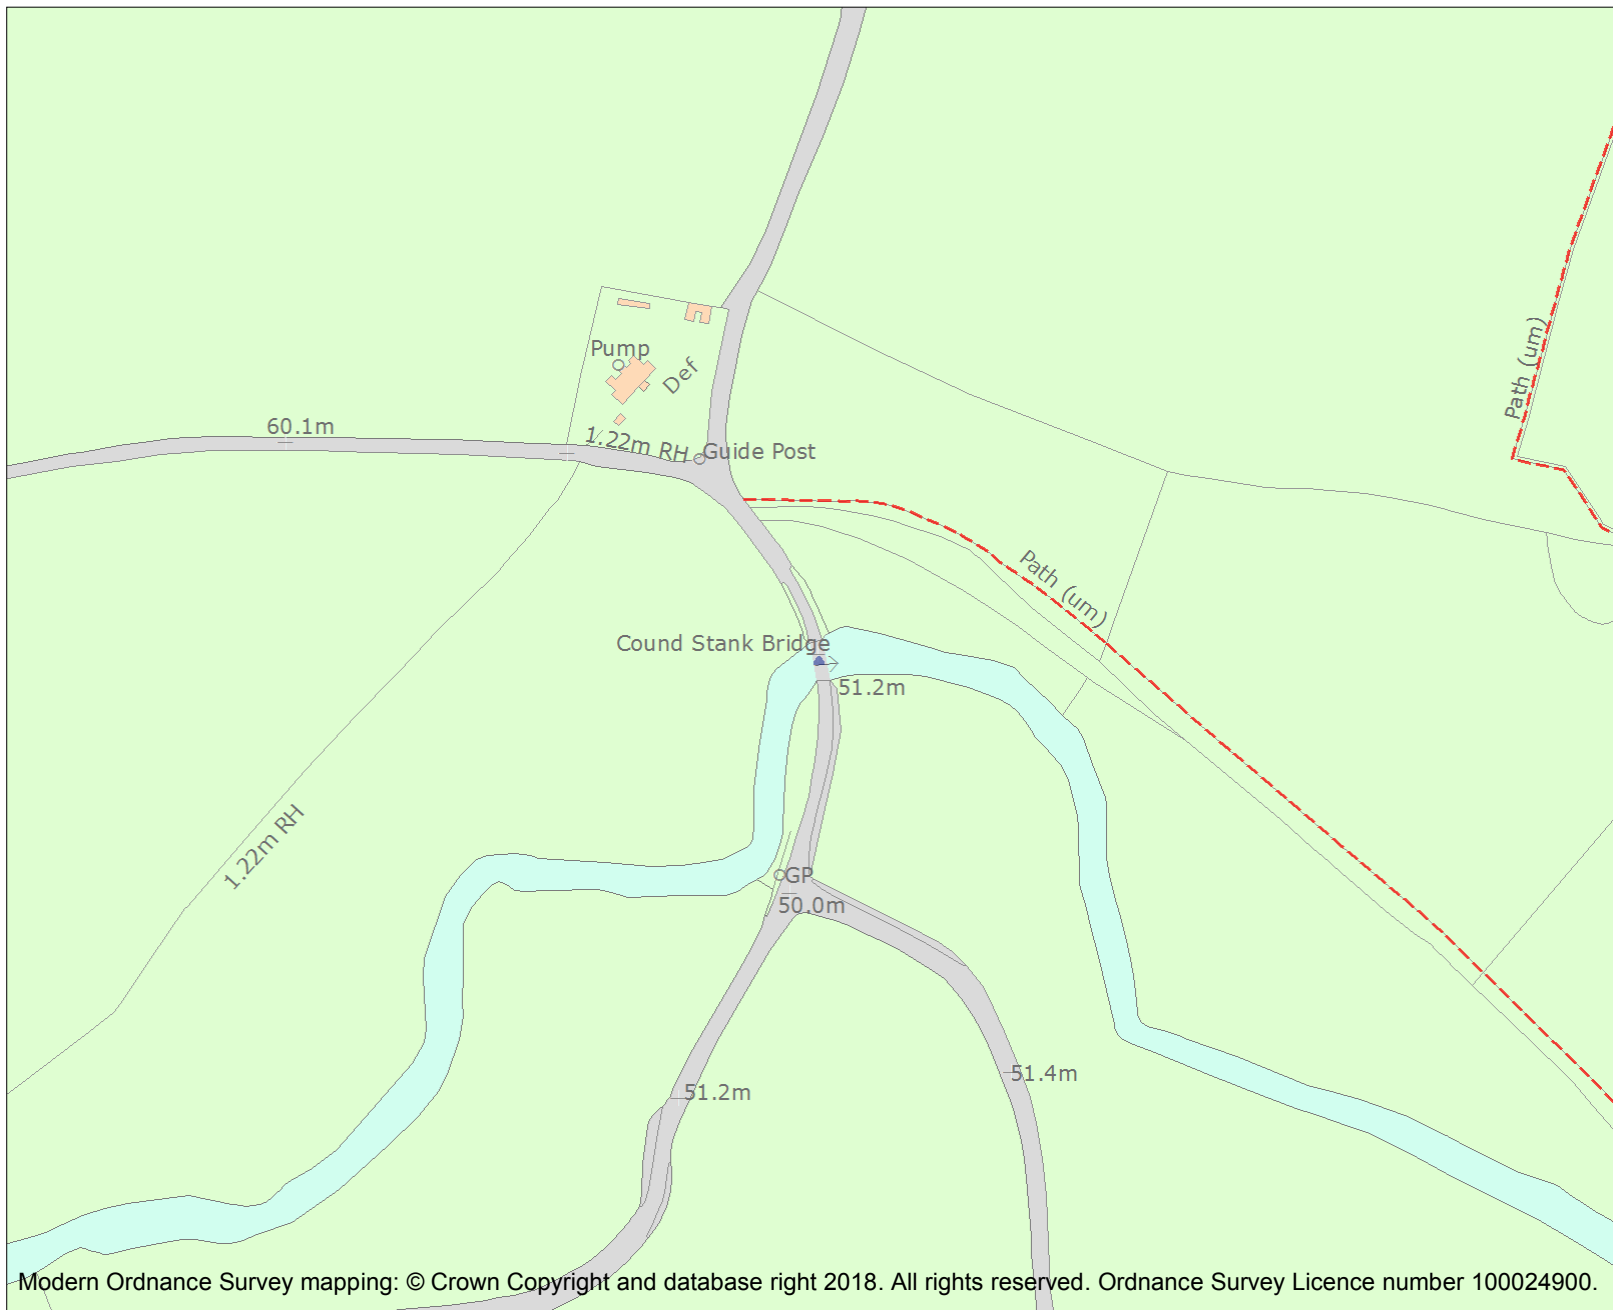 Path (um)
Pump
Def
60.1m
1.22m RH
Guide Post
Path (um)
Cound Stank Bridge
51.2m
1.22m RH
GP
50.0m
51.4m
51.2m
Modern Ordnance Survey mapping: © Crown Copyright and database right 2018. All rights reserved. Ordnance Survey Licence number 100024900.